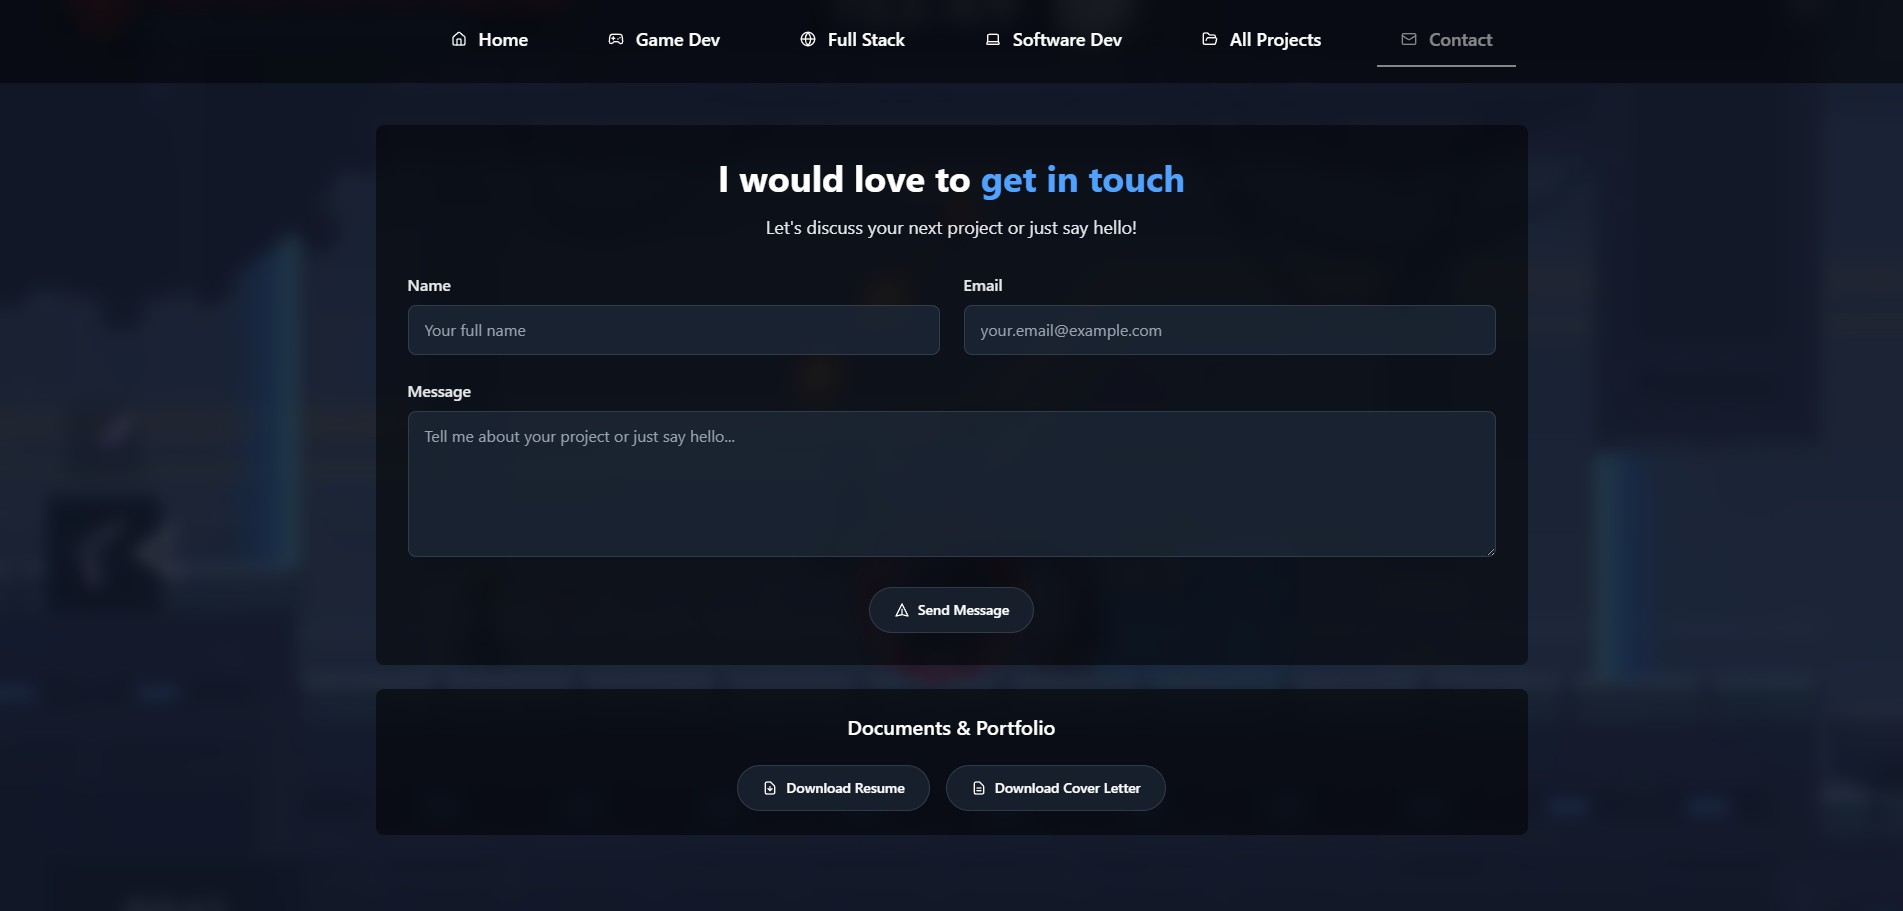 Home Game Dev Full Stack Software Dev All Projects Contact
I would love to get in touch
Let's discuss your next project or just say hello!
Name Email
Your full name your.email@example.com
Message
Tell me about your project or just say hello...
Send Message
Documents & Portfolio
Download Resume Download Cover Letter